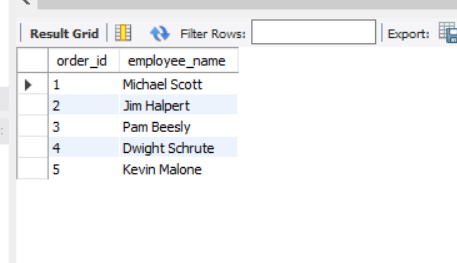 Result Grid Filter Rows: Export:
order_id employee_name
1 Michael Scott
2 Jim Halpert
3 Pam Beesly
4 Dwight Schrute
5 Kevin Malone